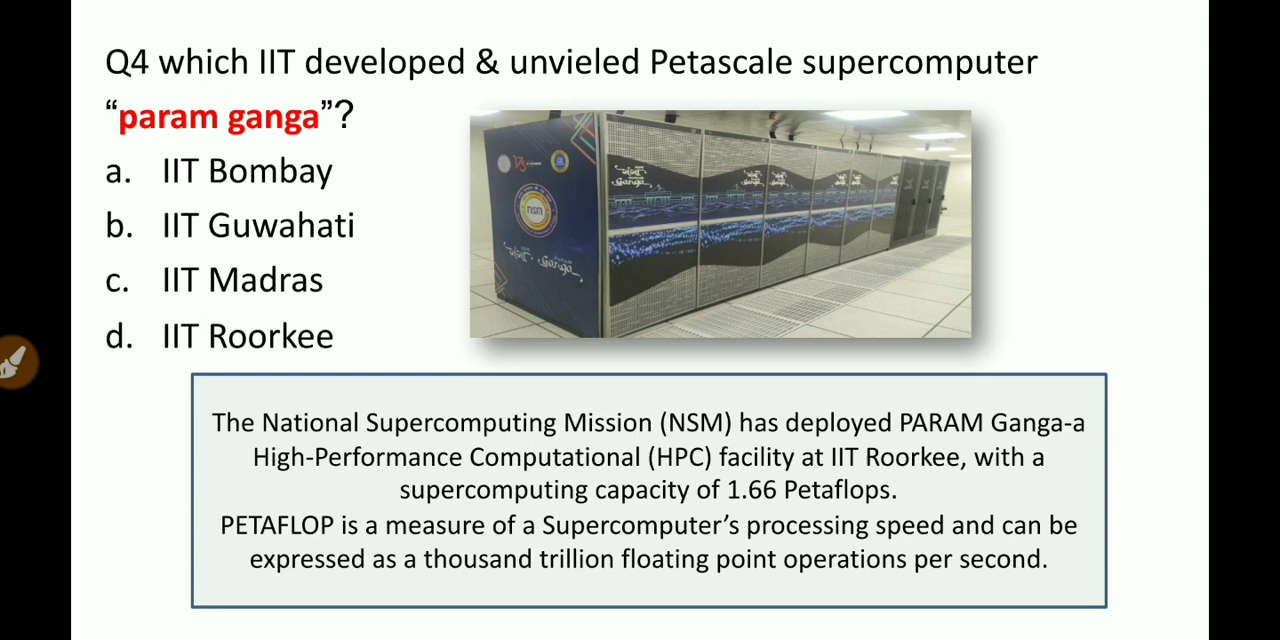 Q4 which IIT developed & unvieled Petascale supercomputer
“param ganga”?
a. IIT Bombay
b. IIT Guwahati
c. IIT Madras
d. IIT Roorkee
nsm
The National Supercomputing Mission (NSM) has deployed PARAM Ganga-a
High-Performance Computational (HPC) facility at IIT Roorkee, with a
supercomputing capacity of 1.66 Petaflops.
PETAFLOP is a measure of a Supercomputer’s processing speed and can be
expressed as a thousand trillion floating point operations per second.